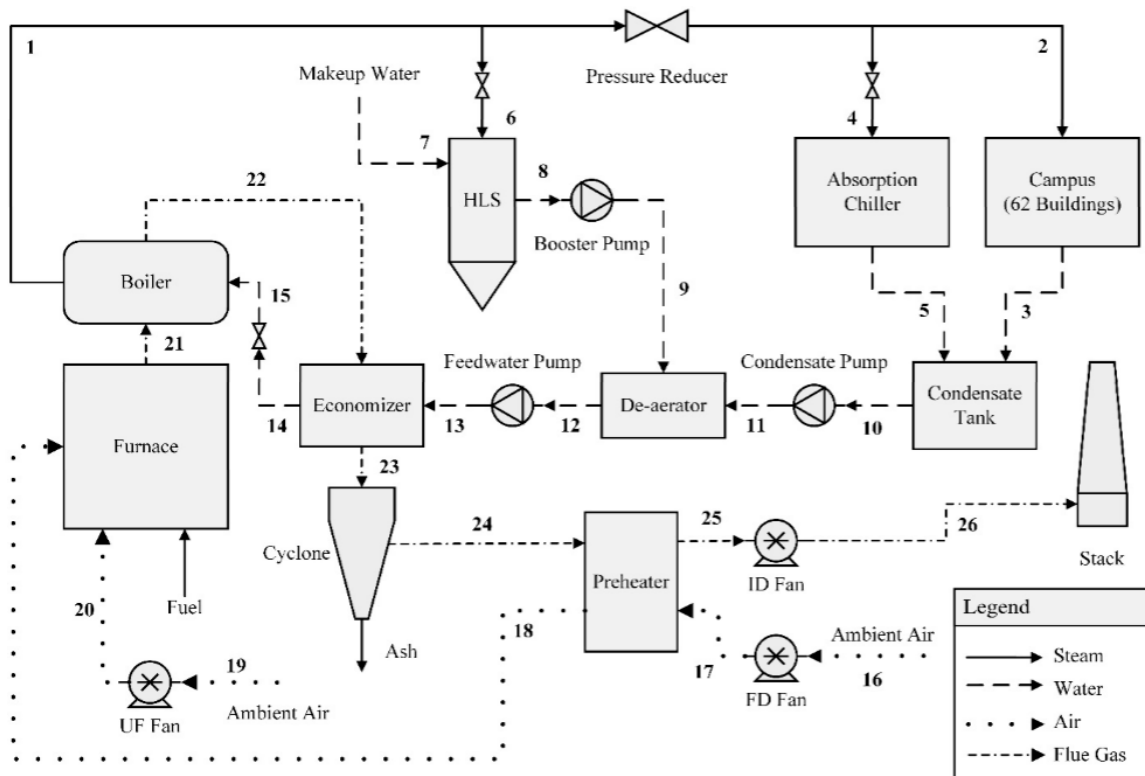 1
2
Makeup Water
Pressure Reducer
6
4
7
22
8
HLS
Absorption
Chiller
Campus
(62 Buildings)
Booster Pump
Boiler
15
9
5
3
21
Feedwater Pump
Condensate Pump
Economizer
De-aerator
Condensate
Tank
14
13
12
11
10
Furnace
23
24
25
26
Cyclone
Preheater
ID Fan
Stack
20
Fuel
18
Ambient Air
Legend
Ash
17
16
Steam
19
FD Fan
Water
UF Fan
Ambient Air
Air
Flue Gas